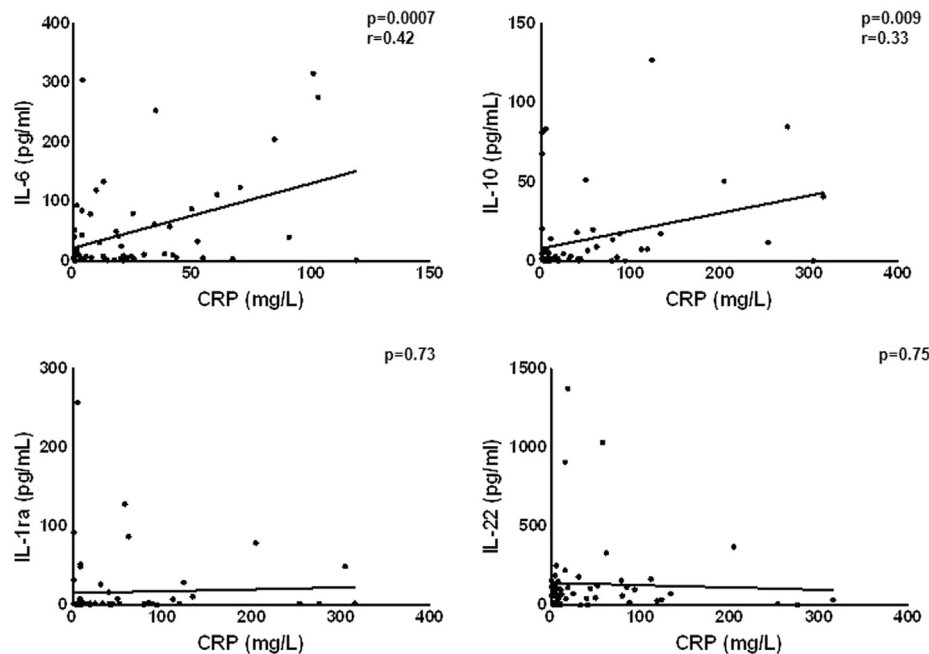 p=0.0007
r=0.42
400
300
200
100
0
IL-6 (pg/ml)
0 50 100 150
CRP (mg/L)
p=0.009
r=0.33
150
100
50
0
IL-10 (pg/mL)
0 100 200 300 400
CRP (mg/L)
p=0.73
300
200
100
0
IL-1ra (pg/mL)
0 100 200 300 400
CRP (mg/L)
p=0.75
1500
1000
500
0
IL-22 (pg/ml)
0 100 200 300 400
CRP (mg/L)